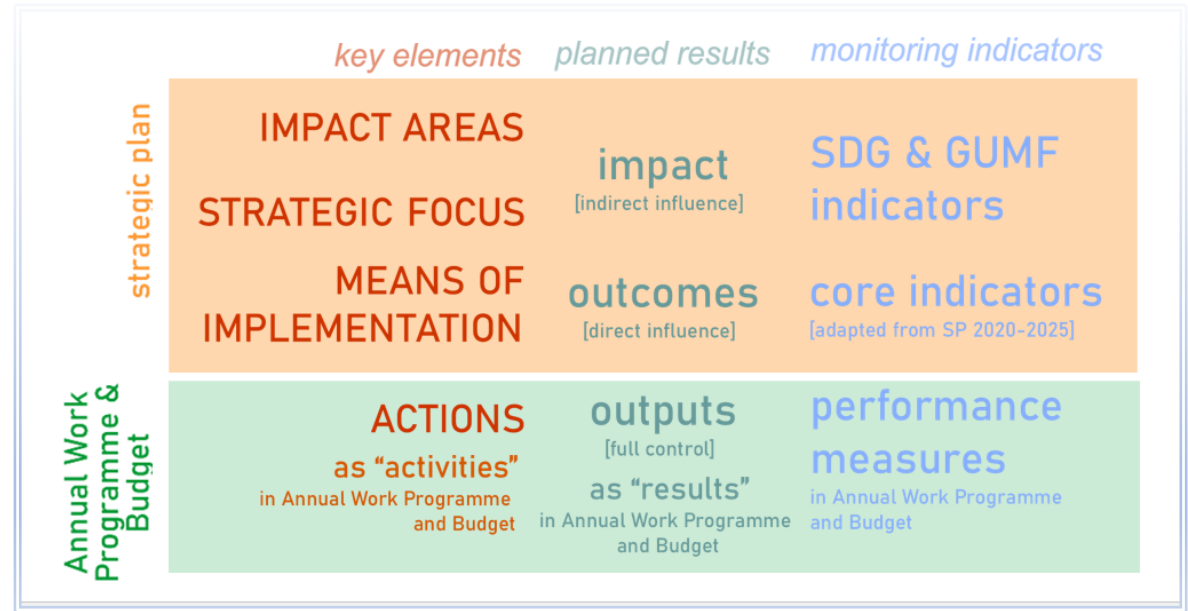 key elements
planned results
monitoring indicators
strategic plan
IMPACT AREAS
STRATEGIC FOCUS
MEANS OF
IMPLEMENTATION
impact
[indirect influence]
outcomes
[direct influence]
SDG & GUMF
indicators
core indicators
[adapted from SP 2020-2025]
Annual Work
Programme &
Budget
ACTIONS
as “activities”
in Annual Work Programme
and Budget
outputs
[full control]
as “results”
in Annual Work Programme
and Budget
performance
measures
in Annual Work Programme
and Budget